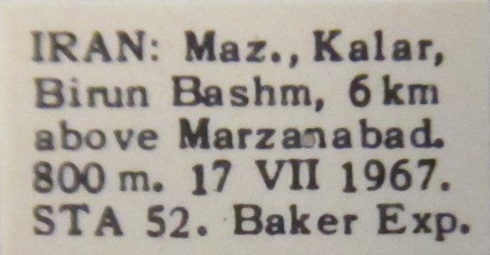 IRAN: Maz., Kalar,
Birun Bashm, 6 km
above Marzanabad.
800 m. 17 VII 1967.
STA 52. Baker Exp.